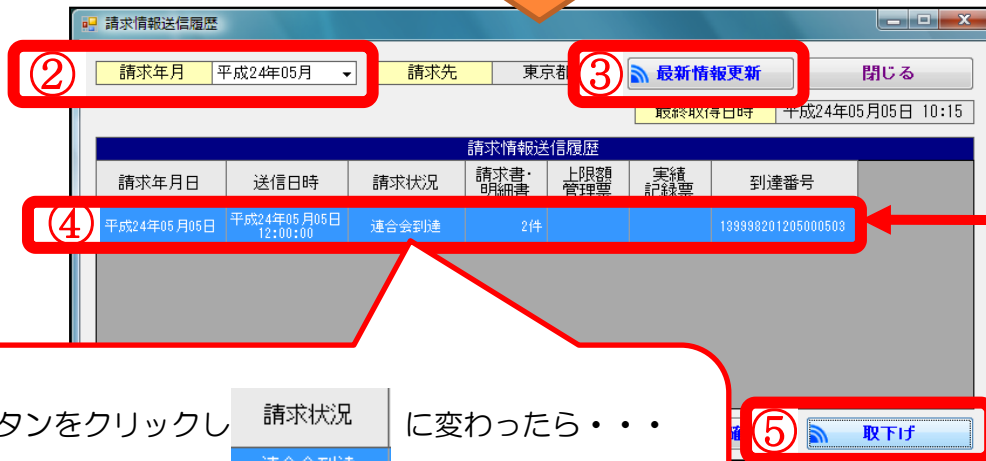 請求情報送信履歴
② 請求年月 平成24年05月 請求先 東京都 ③ 最新情報更新 閉じる
最終取得日時 平成24年05月05日 10:15
請求情報送信履歴
請求年月日 送信日時 請求状況 請求書・明細書 上限額管理票 実績記録票 到達番号
④ 平成24年05月05日 平成24年05月05日 12:00:00 連合会到達 2件 139998201205000503
タンをクリックし 請求状況 に変わったら・・・
連合会到達
⑤ 取下げ